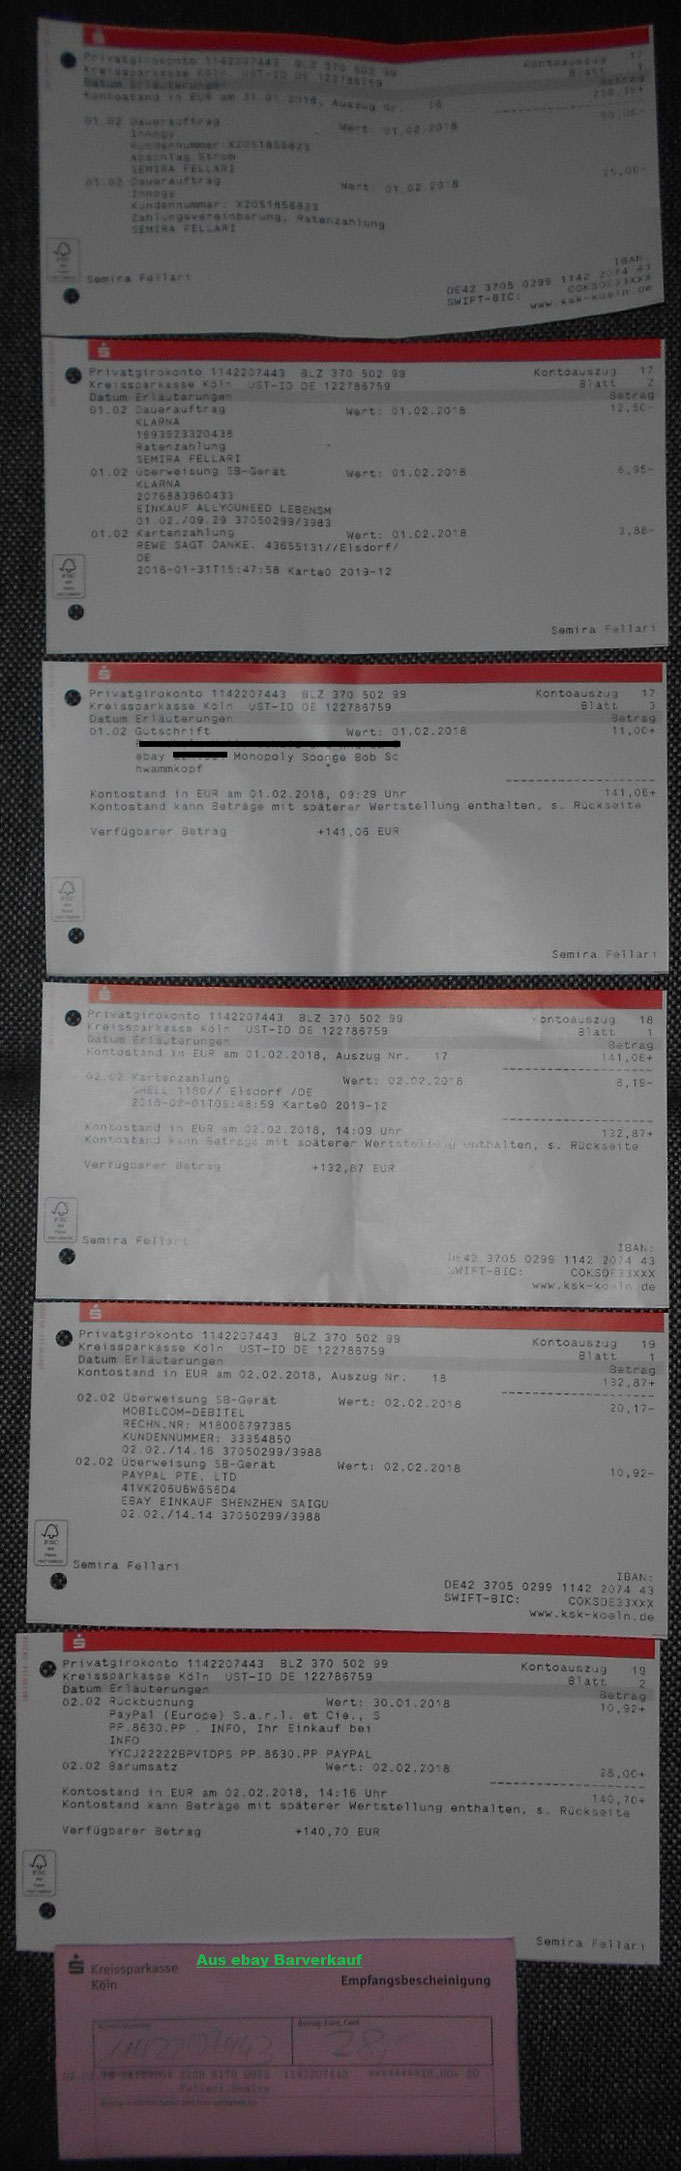 Privatgirokonto 1142207443 BLZ 370 502 99 Kontoauszug 17
Kreissparkasse Köln UST-ID DE 122786759 Blatt 1
Datum Erläuterungen Betrag
Kontostand in EUR am 31.01.2018, Auszug Nr. 16
01.02 Dauerauftrag Wert: 01.02.2018
Innogy
Kundennummer: X2051856823
Abschlag Strom
SEMIRA FELLARI
01.02 Dauerauftrag Wert: 01.02.2018 25,00-
Innogy
Kundennummer: X2051856823
Zahlungsvereinbarung, Ratenzahlung
SEMIRA FELLARI
Semira Fellari
IBAN:
DE42 3705 0299 1142 2074 43
SWIFT-BIC: COKSDE33XXX
www.ksk-koeln.de
Privatgirokonto 1142207443 BLZ 370 502 99 Kontoauszug 17
Kreissparkasse Köln UST-ID DE 122786759 Blatt 2
Datum Erläuterungen Betrag
01.02 Dauerauftrag Wert: 01.02.2018 12,50-
KLARNA
1693923320438
Ratenzahlung
SEMIRA FELLARI
01.02 Überweisung SB-Gerät Wert: 01.02.2018 6,95-
KLARNA
2076883960433
EINKAUF ALLYOUNEED LEBENSM
01 02./09.29 37050299/3983
01.02 Kartenzahlung Wert: 01.02.2018 3,88-
REWE SAGT DANKE. 43655131//Elsdorf/
DE
2018-01-31T15:47:58 Karte0 2019-12
Semira Fellari
Privatgirokonto 1142207443 BLZ 370 502 99 Kontoauszug 17
Kreissparkasse Köln UST-ID DE 122786759 Blatt 3
Datum Erläuterungen Betrag
01.02 Gutschrift Wert: 01.02.2018 11,00+
ebay Monopoly Sponge Bob Sc
hwammkopf
Kontostand in EUR am 01.02.2018, 09:29 Uhr 141,06+
Kontostand kann Beträge mit späterer Wertstellung enthalten, s. Rückseite
Verfügbarer Betrag +141,06 EUR
Semira Fellari
Privatgirokonto 1142207443 BLZ 370 502 99 Kontoauszug 18
Kreissparkasse Köln UST-ID DE 122786759 Blatt 1
Datum Erläuterungen Betrag
Kontostand in EUR am 01.02.2018, Auszug Nr. 17 141,06+
02.02 Kartenzahlung Wert: 02.02.2018 8,19-
SHELL 1180// Elsdorf /DE
2018-02-01T09:48:59 Karte0 2019-12
Kontostand in EUR am 02.02.2018, 14:09 Uhr 132,87+
Kontostand kann Beträge mit späterer Wertstellung enthalten, s. Rückseite
Verfügbarer Betrag +132,87 EUR
Semira Fellari
IBAN:
DE42 3705 0299 1142 2074 43
SWIFT-BIC: COKSDE33XXX
www.ksk-koeln.de
Privatgirokonto 1142207443 BLZ 370 502 99 Kontoauszug 19
Kreissparkasse Köln UST-ID DE 122786759 Blatt 1
Datum Erläuterungen Betrag
Kontostand in EUR am 02.02.2018, Auszug Nr. 18 132,87+
02.02 Überweisung SB-Gerät Wert: 02.02.2018 20,17-
MOBILCOM-DEBITEL
RECHN.NR: M18006797385
KUNDENNUMMER: 33354850
02.02./14.16 37050299/3988
02.02 Überweisung SB-Gerät Wert: 02.02.2018 10,92-
PAYPAL PTE. LTD
41VK206U6W656D4
EBAY EINKAUF SHENZHEN SAIGU
02.02./14.14 37050299/3988
Semira Fellari
IBAN:
DE42 3705 0299 1142 2074 43
SWIFT-BIC: COKSDE33XXX
www.ksk-koeln.de
Privatgirokonto 1142207443 BLZ 370 502 99 Kontoauszug 19
Kreissparkasse Köln UST-ID DE 122786759 Blatt 2
Datum Erläuterungen Betrag
02.02 Rückbuchung Wert: 30.01.2018 10,92+
PayPal (Europe) S.a.r.l. et Cie., S
PP.8630.PP . INFO, Ihr Einkauf bei
INFO
YYCJ22222BPVTDPS PP.8630.PP PAYPAL
02.02 Barumsatz Wert: 02.02.2018 28,00+
Kontostand in EUR am 02.02.2018, 14:16 Uhr 140,70+
Kontostand kann Beträge mit späterer Wertstellung enthalten, s. Rückseite
Verfügbarer Betrag +140,70 EUR
Semira Fellari
Kreissparkasse
Köln
Aus ebay Barverkauf
Empfangsbescheinigung
1142207443 28,-
1142207443
Fellari,Semira